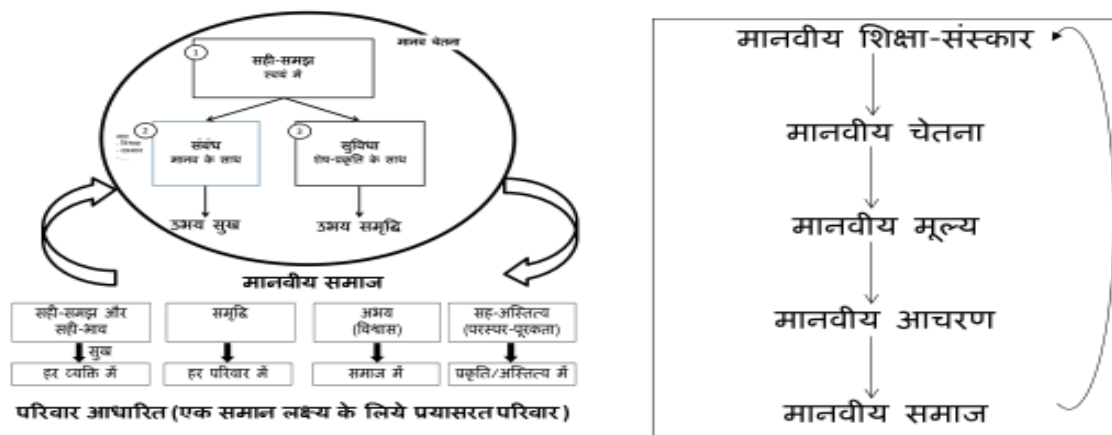 मानव चेतना
1
सही-समझ
स्वयं में
2
संबंध
मानव के साथ
3
सुविधा
शेष-प्रकृति के साथ
उभय सुख
उभय समृद्धि
मानवीय समाज
सही-समझ और
सही-भाव
समृद्धि
अभय
(विश्वास)
सह-अस्तित्व
(परस्पर-पूरकता)
सुख
हर व्यक्ति में
हर परिवार में
समाज में
प्रकृति/अस्तित्व में
परिवार आधारित (एक समान लक्ष्य के लिये प्रयासरत परिवार)
मानवीय शिक्षा-संस्कार
मानवीय चेतना
मानवीय मूल्य
मानवीय आचरण
मानवीय समाज